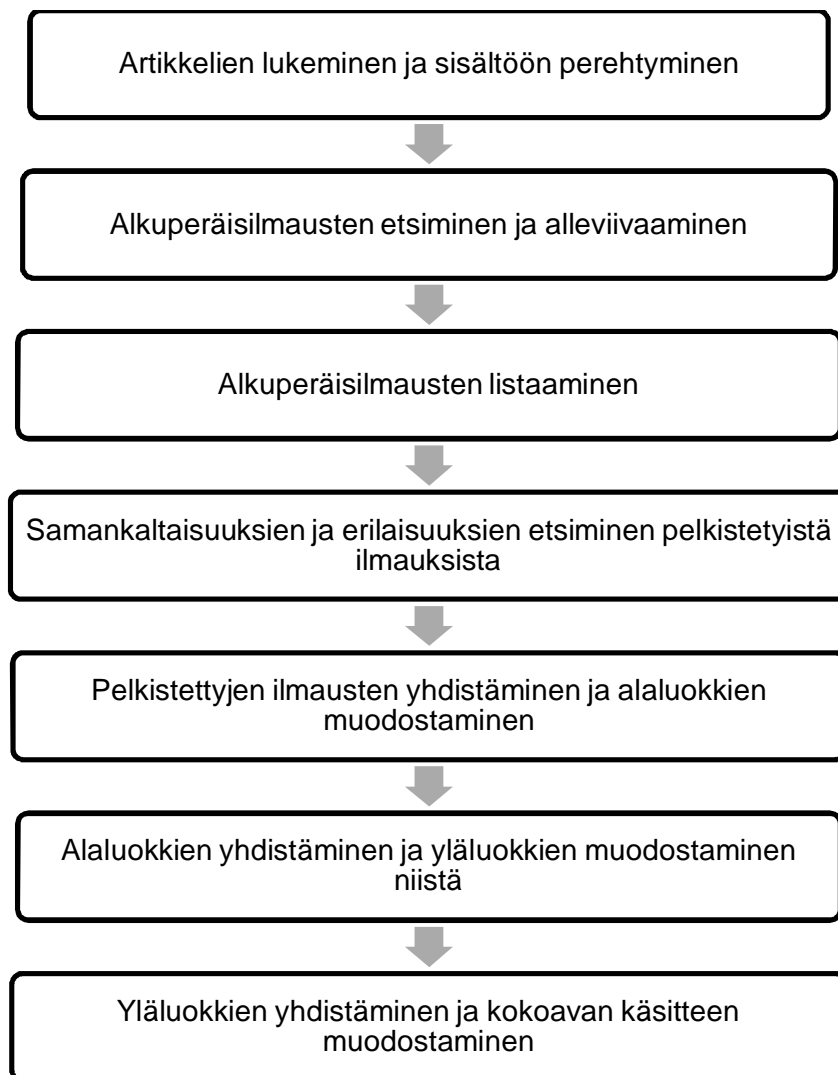 Artikkelien lukeminen ja sisältöön perehtyminen
Alkuperäisilmausten etsiminen ja alleviivaaminen
Alkuperäisilmausten listaaminen
Samankaltaisuuksien ja erilaisuuksien etsiminen pelkistetyistä
ilmauksista
Pelkistettyjen ilmausten yhdistäminen ja alaluokkien
muodostaminen
Alaluokkien yhdistäminen ja yläluokkien muodostaminen
niistä
Yläluokkien yhdistäminen ja kokoavan käsitteen
muodostaminen